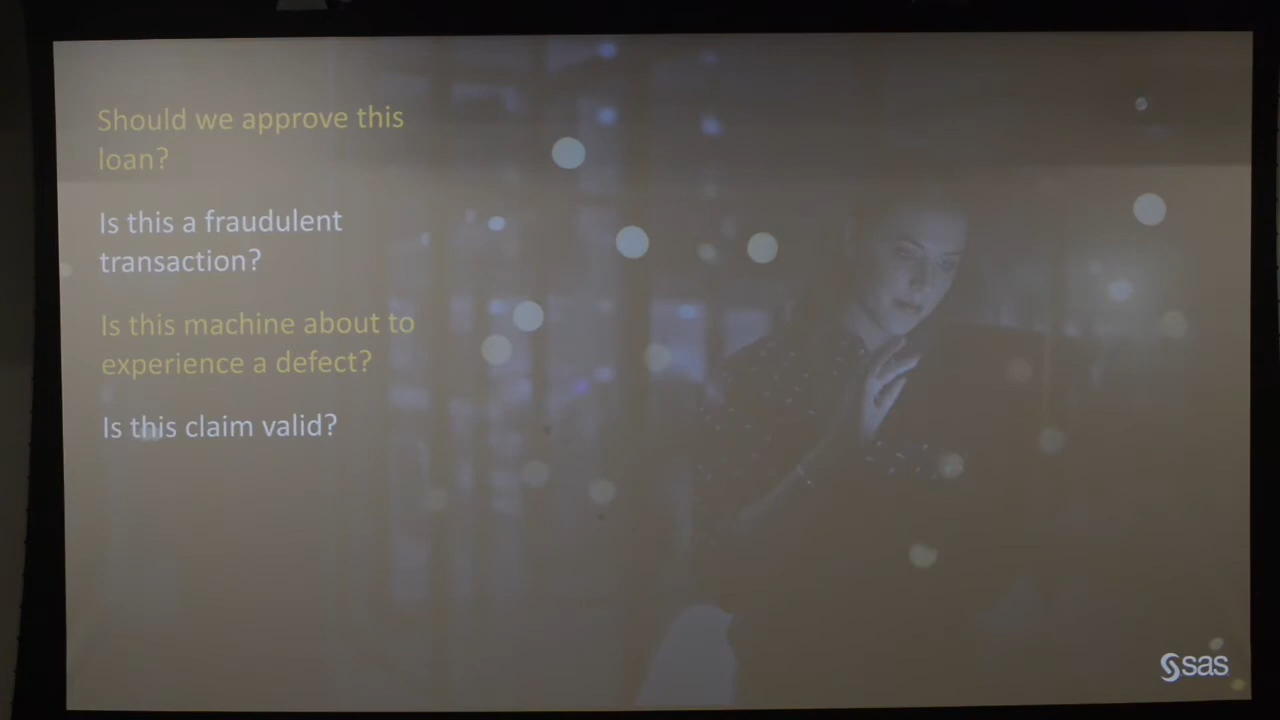 Should we approve this
loan?
Is this a fraudulent
transaction?
Is this machine about to
experience a defect?
Is this claim valid?
sas